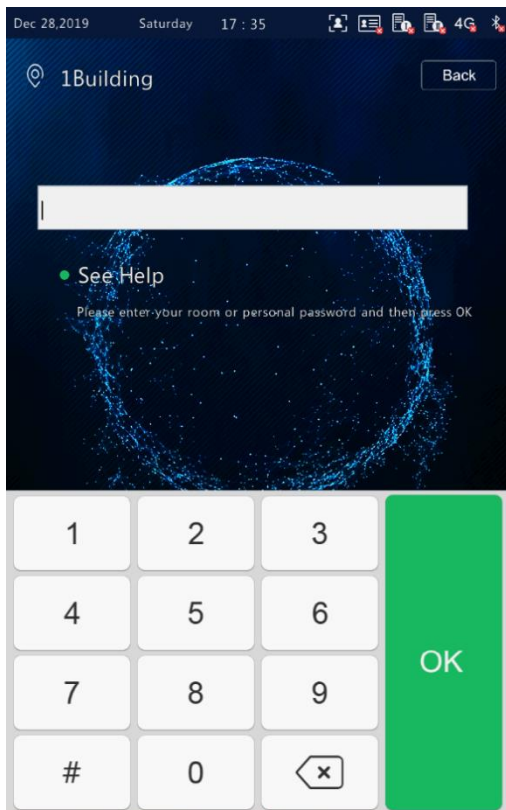 Dec 28,2019 Saturday 17 : 35 4G
1Building Back
See Help
Please enter your room or personal password and then press OK
1 2 3
4 5 6
OK
7 8 9
# 0